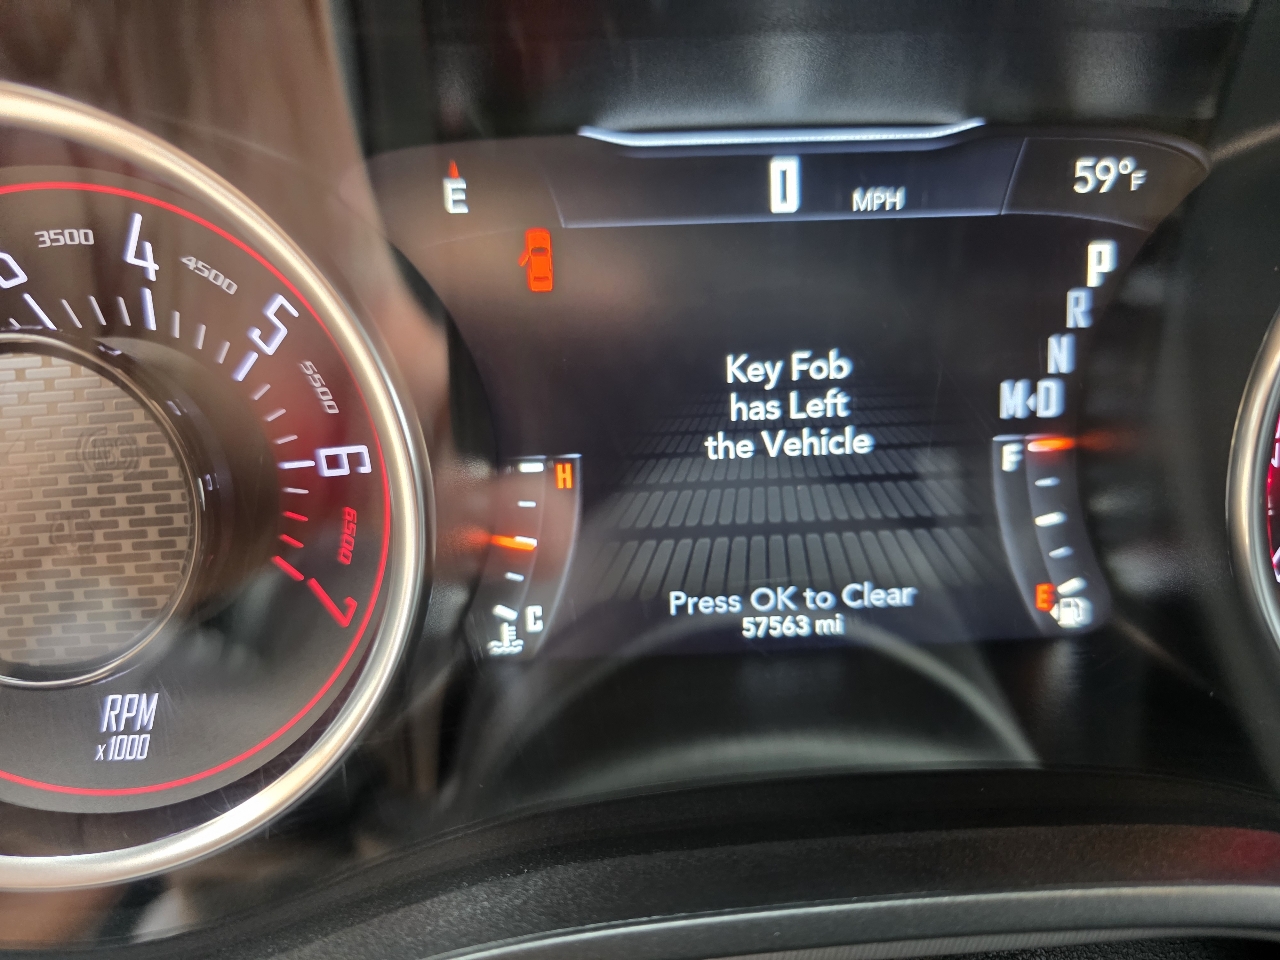 3500
4
4500
5
5500
6
6500
7
RPM
x1000
E
0 MPH
59°F
P
R
N
M D
Key Fob
has Left
the Vehicle
H
F
C
E
Press OK to Clear
57563 mi